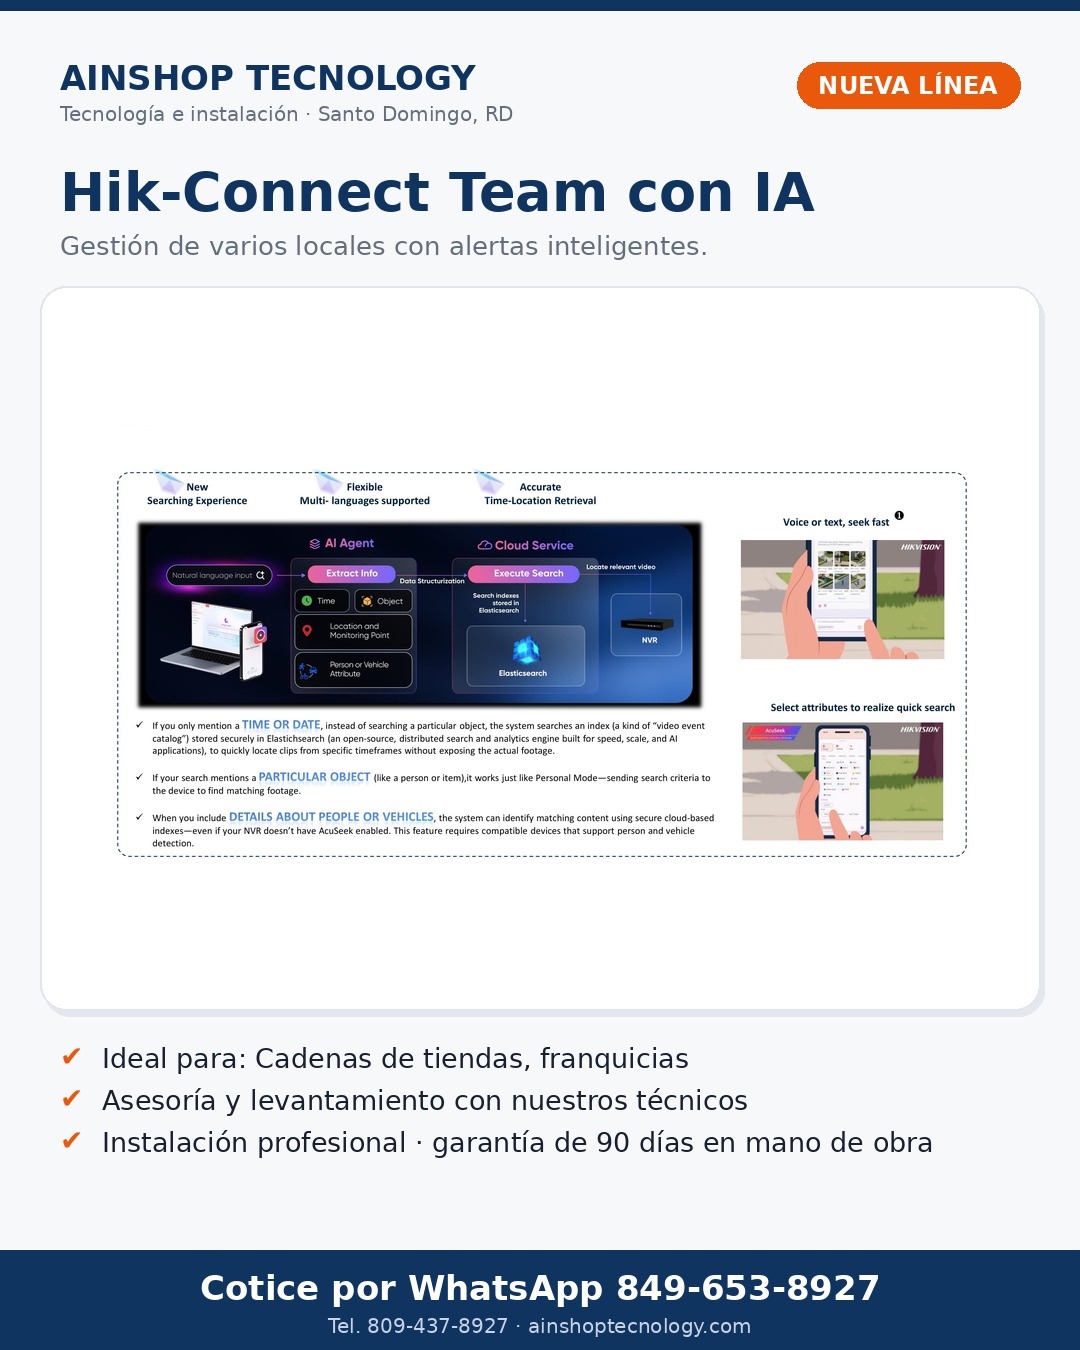 AINSHOP TECNOLOGY
Tecnología e instalación · Santo Domingo, RD
NUEVA LÍNEA
Hik-Connect Team con IA
Gestión de varios locales con alertas inteligentes.
New
Searching Experience
Flexible
Multi- languages supported
Accurate
Time-Location Retrieval
AI Agent
Cloud Service
Natural language input
Extract Info
Data Structurization
Execute Search
Locate relevant video
Time
Object
Location and
Monitoring Point
Person or Vehicle
Attribute
Search indexes
stored in
Elasticsearch
Elasticsearch
NVR
✓ If you only mention a TIME OR DATE, instead of searching a particular object, the system searches an index (a kind of “video event
catalog”) stored securely in Elastichsearch (an open-source, distributed search and analytics engine built for speed, scale, and AI
applications), to quickly locate clips from specific timeframes without exposing the actual footage.
✓ If your search mentions a PARTICULAR OBJECT (like a person or item),it works just like Personal Mode—sending search criteria to
the device to find matching footage.
✓ When you include DETAILS ABOUT PEOPLE OR VEHICLES, the system can identify matching content using secure cloud-based
indexes—even if your NVR doesn’t have AcuSeek enabled. This feature requires compatible devices that support person and vehicle
detection.
Voice or text, seek fast ❶
HIKVISION
Select attributes to realize quick search
AcuSeek
HIKVISION
✔ Ideal para: Cadenas de tiendas, franquicias
✔ Asesoría y levantamiento con nuestros técnicos
✔ Instalación profesional · garantía de 90 días en mano de obra
Cotice por WhatsApp 849-653-8927
Tel. 809-437-8927 · ainshoptecnology.com